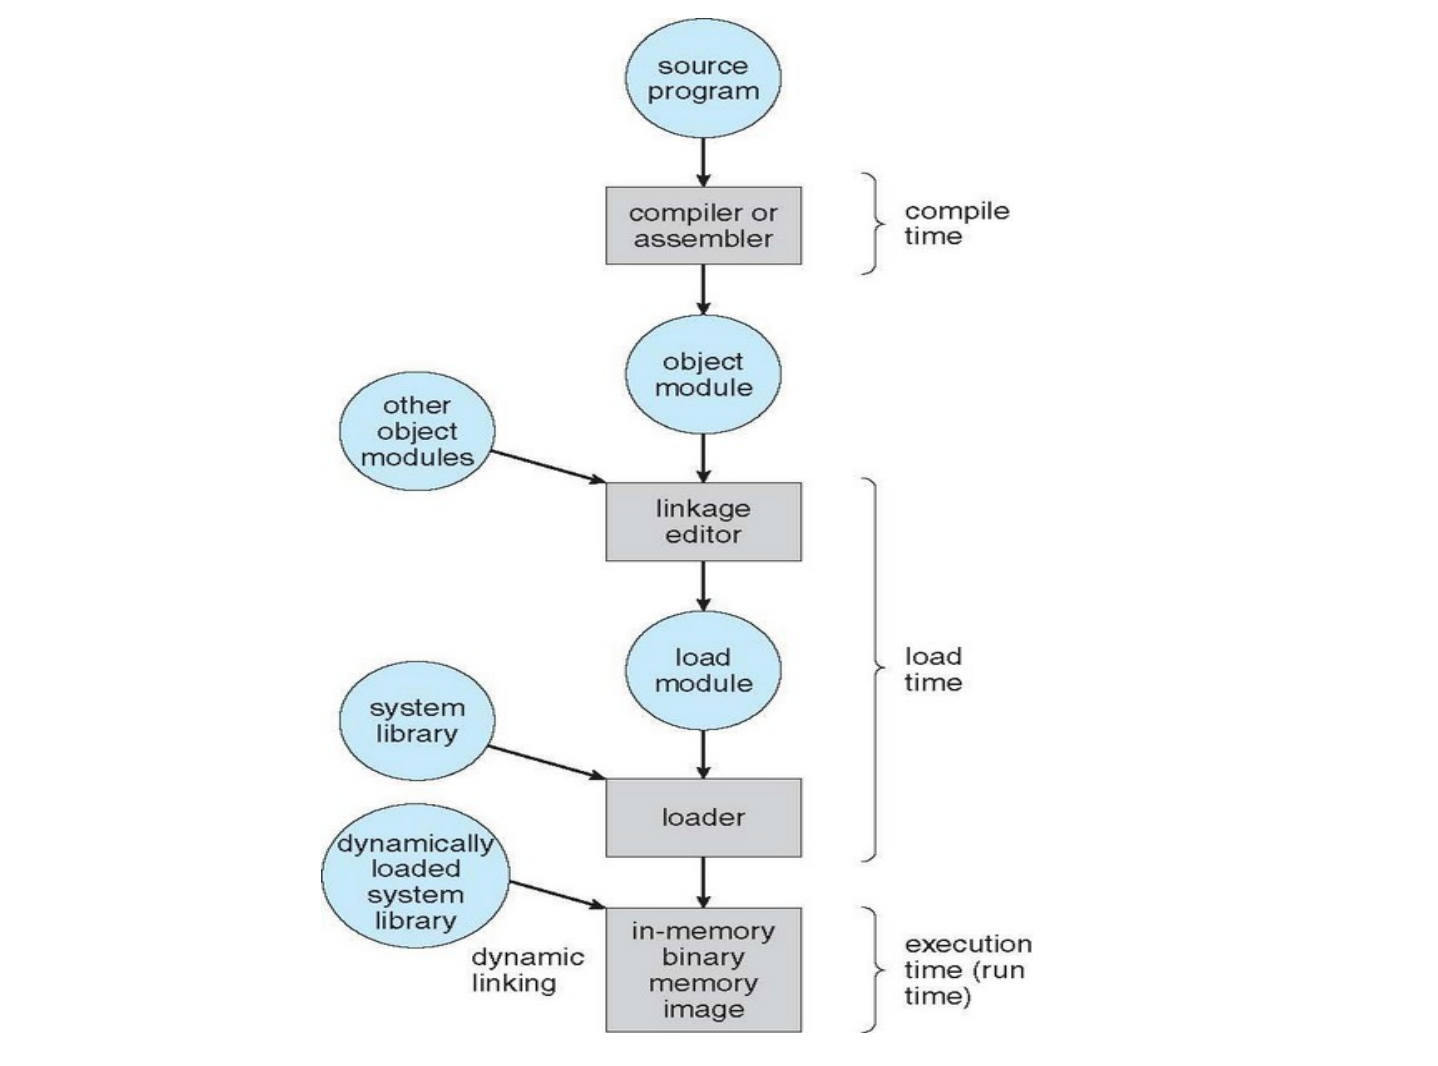 source
program
compiler or
assembler
compile
time
object
module
other
object
modules
linkage
editor
load
module
load
time
system
library
loader
dynamically
loaded
system
library
dynamic
linking
in-memory
binary
memory
image
execution
time (run
time)